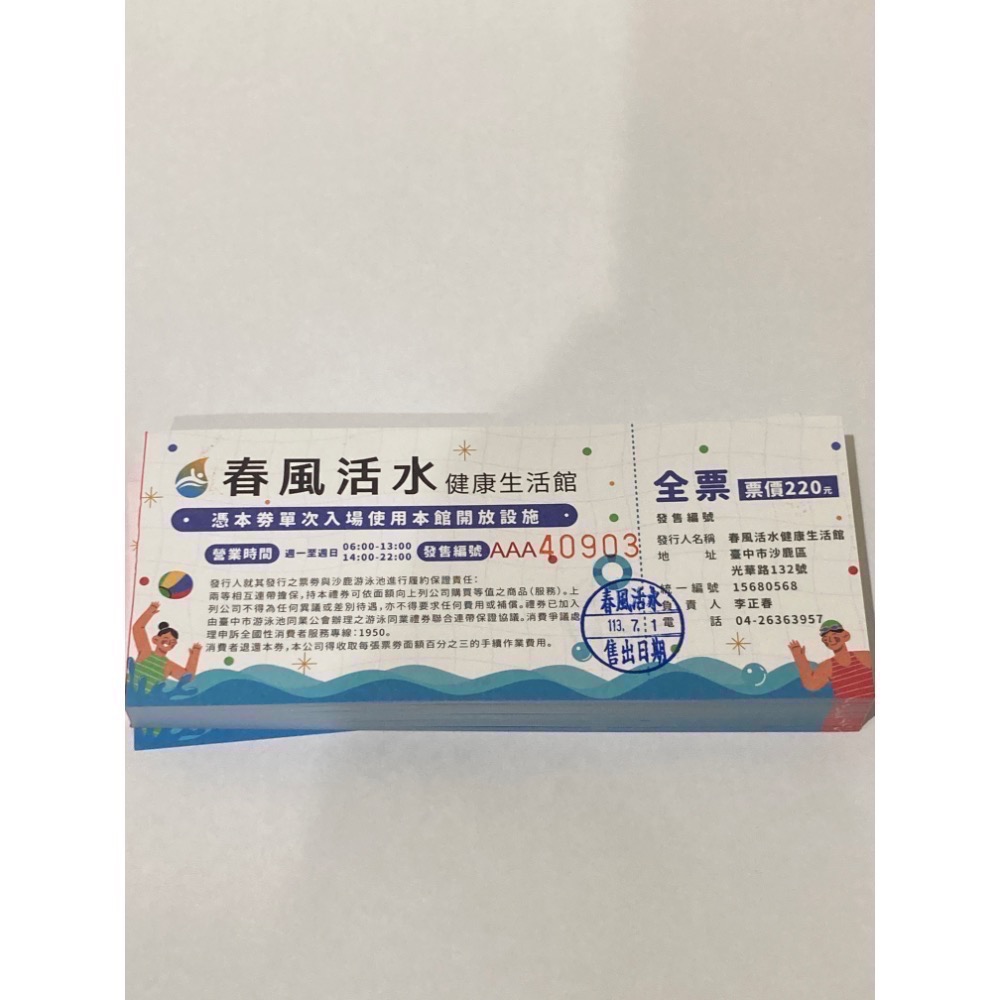 春風活水 健康生活館
憑本券單次入場使用本館開放設施
營業時間 週一至週日 06:00-13:00
14:00-22:00 發售編號 AAA40903
發行人就其發行之票券與沙鹿游泳池進行履約保證責任：
兩等相互連帶擔保，持本禮券可依面額向上列公司購買等值之商品（服務）。上
列公司不得為任何異議或差別待遇，亦不得要求任何費用或補償。禮券已加入
由臺中市游泳池同業公會辦理之游泳同業禮券聯合連帶保證協議。消費爭議處
理申訴全國性消費者服務專線：1950。
消費者退還本券，本公司得收取每張票券面額百分之三的手續作業費用。
全票 票價220元
發售編號
發行人名稱 春風活水健康生活館
地 址 臺中市沙鹿區
光華路132號
統一編號 15680568
負責人 李正春
電 話 04-26363957
春風活水
113. 7. 1
售出日期